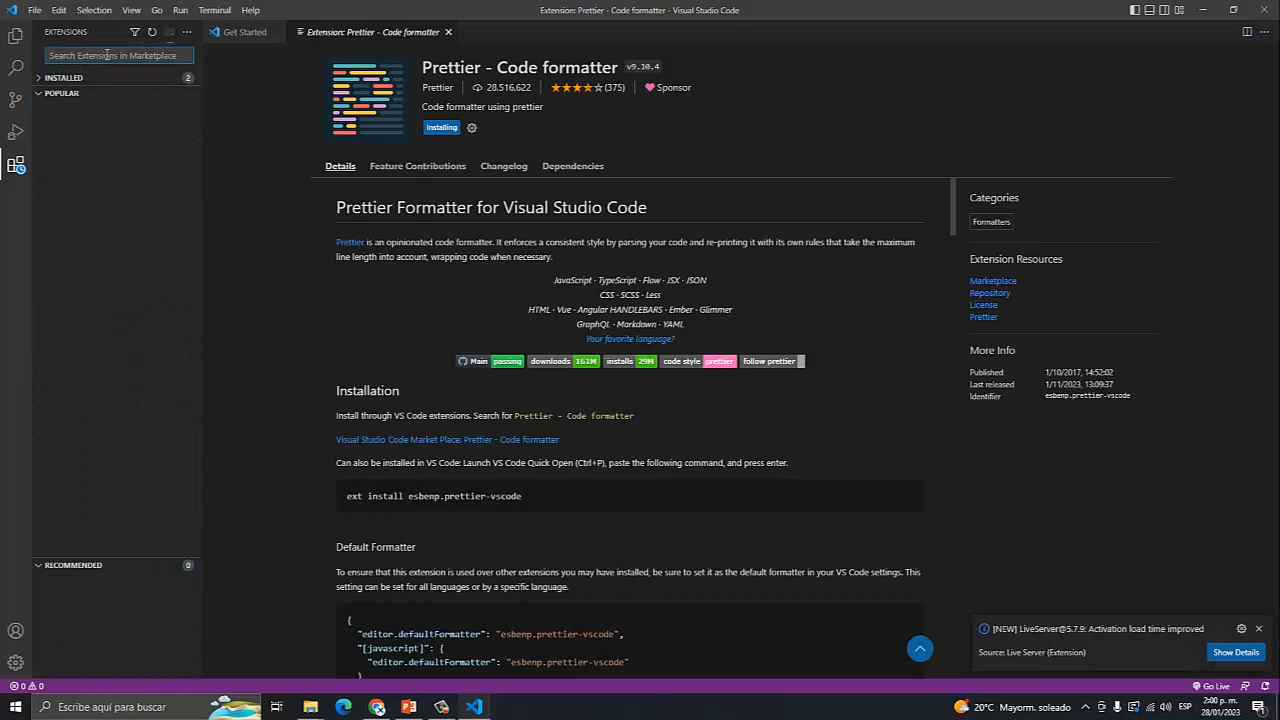 File Edit Selection View Go Run Terminal Help
Extension: Prettier - Code formatter - Visual Studio Code
EXTENSIONS
Search Extensions in Marketplace
INSTALLED 2
POPULAR
RECOMMENDED 0
Get Started
Extension: Prettier - Code formatter
Prettier - Code formatter v9.10.4
Prettier 28,516,622 (375) Sponsor
Code formatter using prettier
Installing
Details Feature Contributions Changelog Dependencies
Prettier Formatter for Visual Studio Code
Prettier is an opinionated code formatter. It enforces a consistent style by parsing your code and re-printing it with its own rules that take the maximum
line length into account, wrapping code when necessary.
JavaScript · TypeScript · Flow · JSX · JSON
CSS · SCSS · Less
HTML · Vue · Angular HANDLEBARS · Ember · Glimmer
GraphQL · Markdown · YAML
Your favorite language?
Main passing downloads 161M installs 29M code style prettier follow prettier
Installation
Install through VS Code extensions. Search for Prettier - Code formatter
Visual Studio Code Market Place: Prettier - Code formatter
Can also be installed in VS Code: Launch VS Code Quick Open (Ctrl+P), paste the following command, and press enter.
ext install esbenp.prettier-vscode
Default Formatter
To ensure that this extension is used over other extensions you may have installed, be sure to set it as the default formatter in your VS Code settings. This
setting can be set for all languages or by a specific language.
{
"editor.defaultFormatter": "esbenp.prettier-vscode",
"[javascript]": {
"editor.defaultFormatter": "esbenp.prettier-vscode"
}
Categories
Formatters
Extension Resources
Marketplace
Repository
License
Prettier
More Info
Published 1/10/2017, 14:52:02
Last released 1/11/2023, 13:09:37
Identifier esbenp.prettier-vscode
[NEW] LiveServer@5.7.9: Activation load time improved
Source: Live Server (Extension)
Show Details
0 0
Go Live
Escribe aquí para buscar
20°C Mayorm. soleado
ESP
2:00 p. m.
28/01/2023